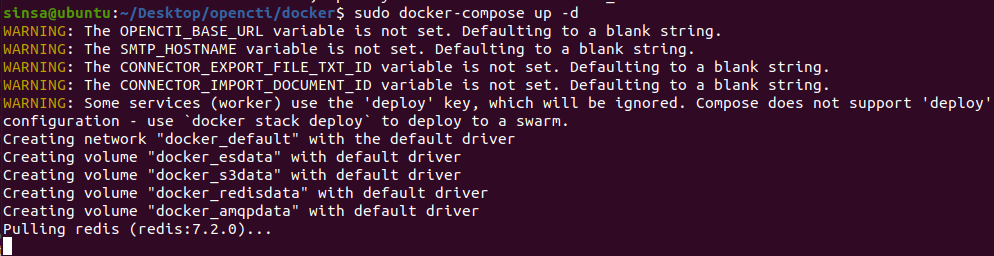 sinsa@ubuntu:~/Desktop/opencti/docker$ sudo docker-compose up -d
WARNING: The OPENCTI_BASE_URL variable is not set. Defaulting to a blank string.
WARNING: The SMTP_HOSTNAME variable is not set. Defaulting to a blank string.
WARNING: The CONNECTOR_EXPORT_FILE_TXT_ID variable is not set. Defaulting to a blank string.
WARNING: The CONNECTOR_IMPORT_DOCUMENT_ID variable is not set. Defaulting to a blank string.
WARNING: Some services (worker) use the 'deploy' key, which will be ignored. Compose does not support 'deploy'
configuration - use `docker stack deploy` to deploy to a swarm.
Creating network "docker_default" with the default driver
Creating volume "docker_esdata" with default driver
Creating volume "docker_s3data" with default driver
Creating volume "docker_redisdata" with default driver
Creating volume "docker_amqpdata" with default driver
Pulling redis (redis:7.2.0)...